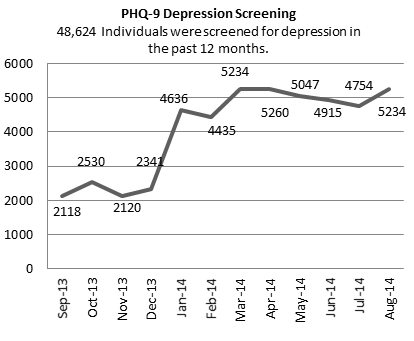 PHQ-9 Depression Screening
48,624 Individuals were screened for depression in
the past 12 months.
6000
5000
4000
3000
2000
1000
0
2118
2530
2120
2341
4636
4435
5234
5260
5047
4915
4754
5234
Sep-13
Oct-13
Nov-13
Dec-13
Jan-14
Feb-14
Mar-14
Apr-14
May-14
Jun-14
Jul-14
Aug-14